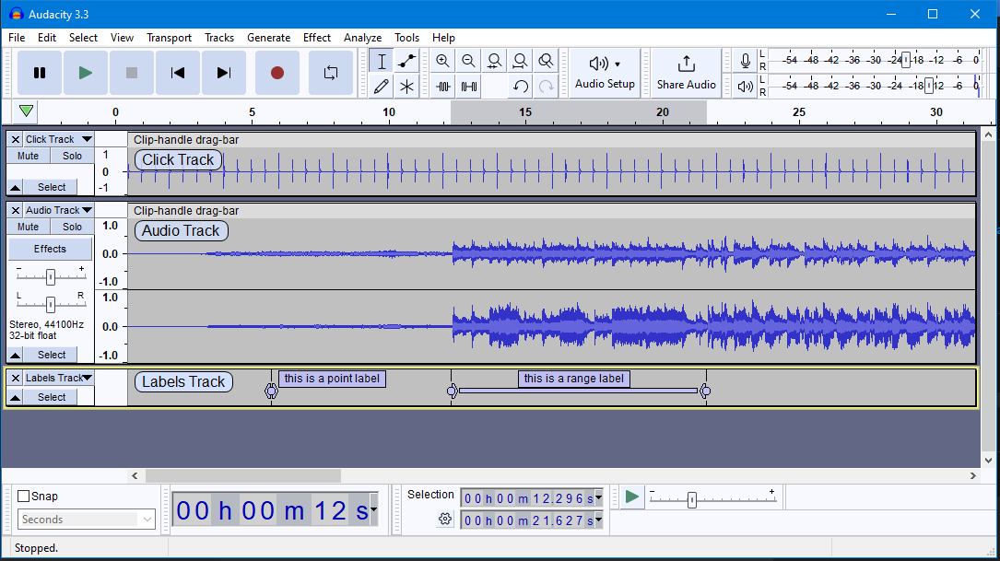 Audacity 3.3
File Edit Select View Transport Tracks Generate Effect Analyze Tools Help
Audio Setup
Share Audio
L
R
-54 -48 -42 -36 -30 -24 -18 -12 -6 0
L
R
-54 -48 -42 -36 -30 -24 -18 -12 -6 0
0 5 10 15 20 25 30
Click Track
Mute Solo
Select
1
0
-1
Clip-handle drag-bar
Click Track
Audio Track
Mute Solo
Effects
- +
L R
Stereo, 44100Hz
32-bit float
Select
1.0
0.0
-1.0
1.0
0.0
-1.0
Clip-handle drag-bar
Audio Track
Labels Track
Select
Labels Track
this is a point label
this is a range label
Snap
Seconds
00 h 00 m 12 s
Selection
00 h 00 m 12.296 s
00 h 00 m 21.627 s
- +
Stopped.